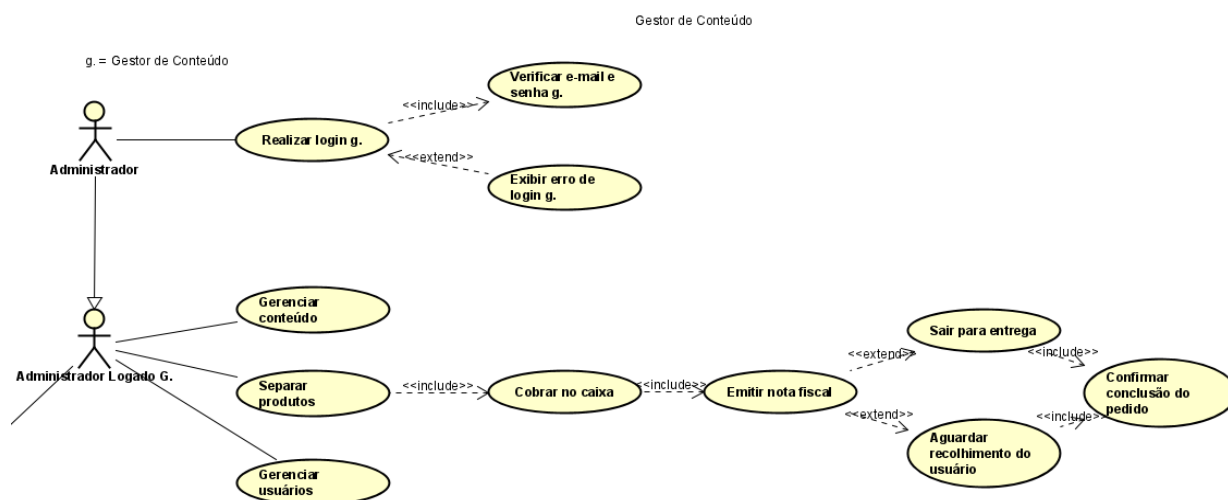 Gestor de Conteúdo
g. = Gestor de Conteúdo
Verificar e-mail e
senha g.
<<include>>
Realizar login g.
<<extend>>
Administrador
Exibir erro de
login g.
Gerenciar
conteúdo
Sair para entrega
<<extend>>
<<include>>
Administrador Logado G.
Separar
produtos
<<include>>
Cobrar no caixa
<<include>>
Emitir nota fiscal
Confirmar
conclusão do
pedido
<<extend>>
<<include>>
Aguardar
recolhimento do
usuário
Gerenciar
usuários